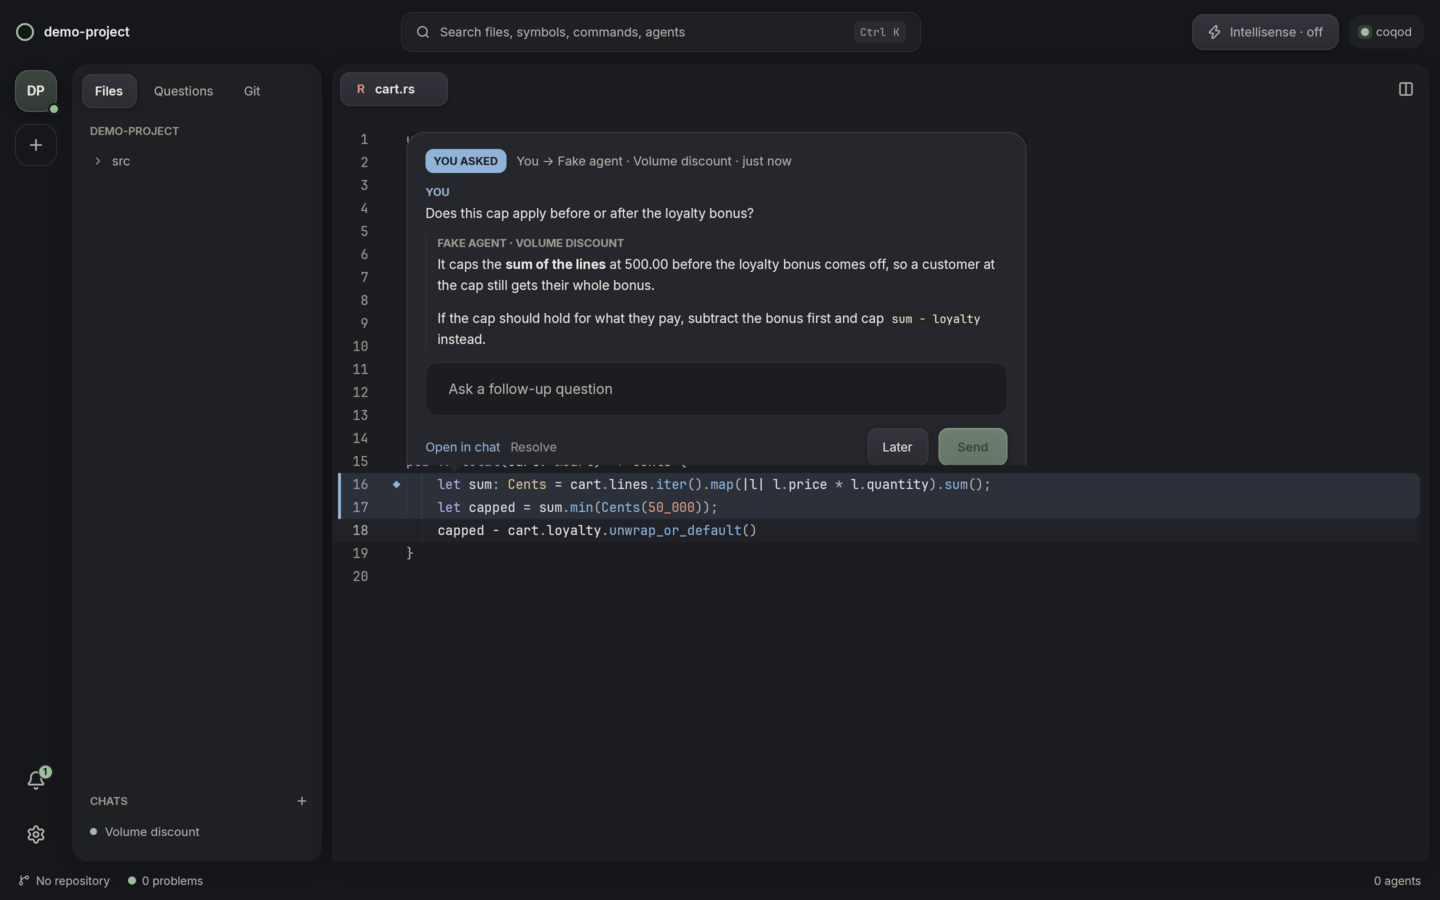 demo-project
Search files, symbols, commands, agents
Ctrl K
Intellisense · off
coqod
DP
Files
Questions
Git
R cart.rs
DEMO-PROJECT
src
1
2
3
4
5
6
7
8
9
10
11
12
13
14
15
YOU ASKED You → Fake agent · Volume discount · just now
YOU
Does this cap apply before or after the loyalty bonus?
FAKE AGENT · VOLUME DISCOUNT
It caps the sum of the lines at 500.00 before the loyalty bonus comes off, so a customer at
the cap still gets their whole bonus.
If the cap should hold for what they pay, subtract the bonus first and cap sum - loyalty
instead.
Ask a follow-up question
Open in chat
Resolve
Later
Send
16 let sum: Cents = cart.lines.iter().map(|l| l.price * l.quantity).sum();
17 let capped = sum.min(Cents(50_000));
18 capped - cart.loyalty.unwrap_or_default()
19 }
20
1
CHATS
Volume discount
No repository
0 problems
0 agents